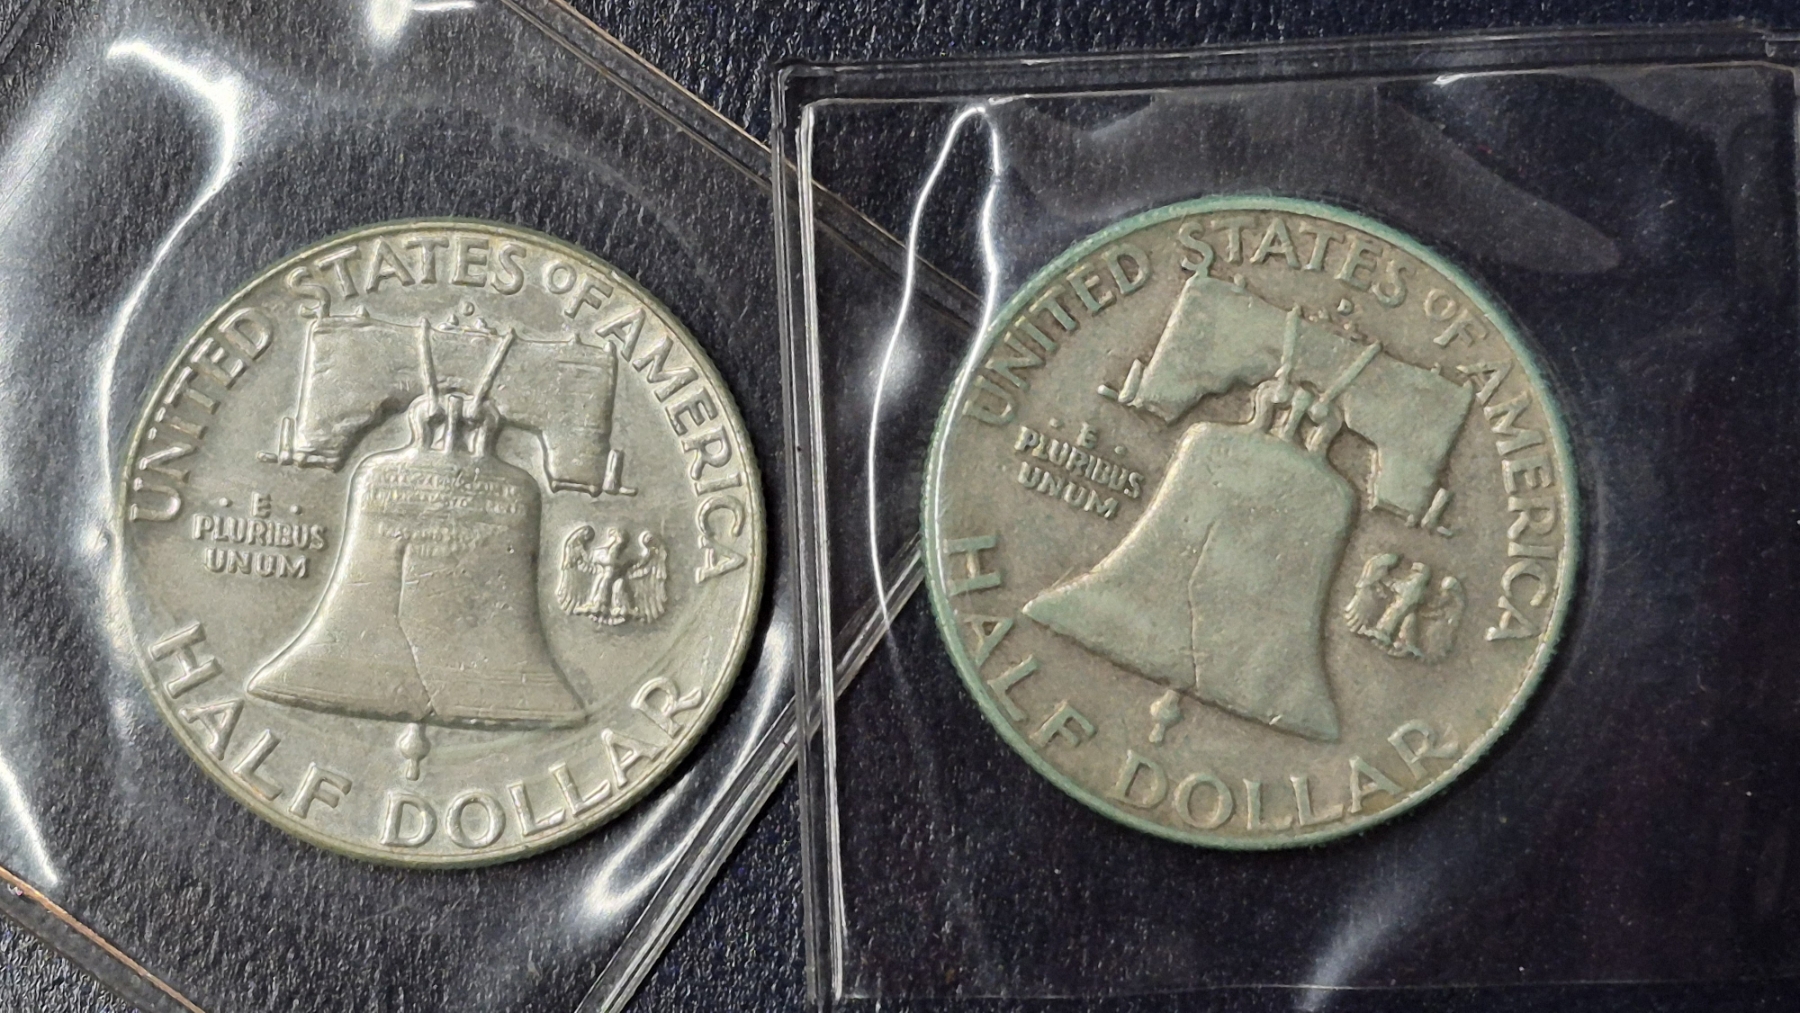 UNITED STATES OF AMERICA
D
· E ·
PLURIBUS
UNUM
HALF DOLLAR
UNITED STATES OF AMERICA
D
· E ·
PLURIBUS
UNUM
HALF DOLLAR